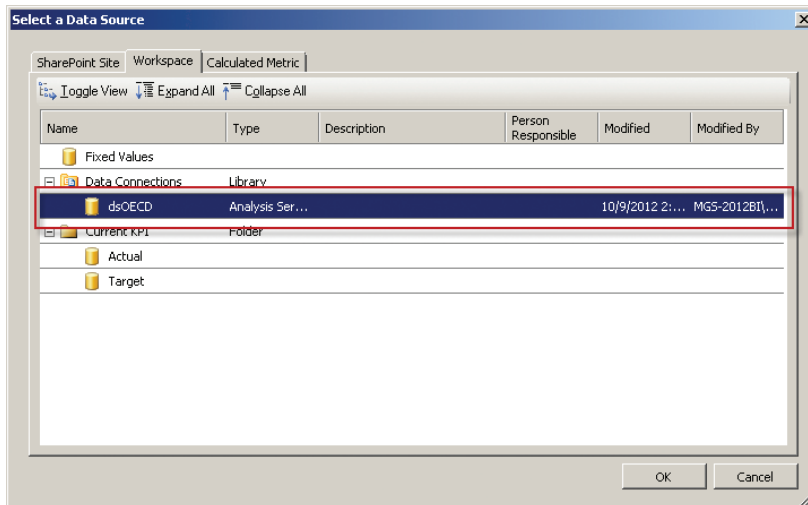 Select a Data Source
SharePoint Site Workspace Calculated Metric
Toggle View Expand All Collapse All
Name Type Description Person Responsible Modified Modified By
Fixed Values
Data Connections Library
dsOECD Analysis Ser... 10/9/2012 2:... MGS-2012BI\...
Current KPI Folder
Actual
Target
OK Cancel